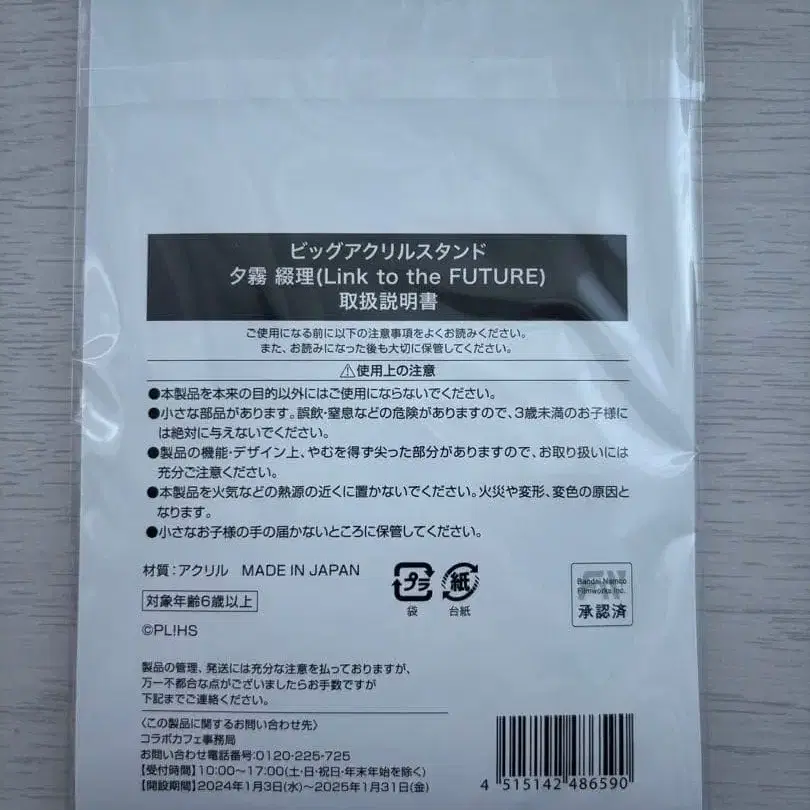 ビッグアクリルスタンド
夕霧 綴理(Link to the FUTURE)
取扱説明書
ご使用になる前に以下の注意事項をよくお読みください。
また、お読みになった後も大切に保管してください。
⚠使用上の注意
●本製品を本来の目的以外にはご使用にならないでください。
●小さな部品があります。誤飲・窒息などの危険がありますので、3歳未満のお子様に
は絶対に与えないでください。
●製品の機能・デザイン上、やむを得ず尖った部分がありますので、お取り扱いには
充分ご注意ください。
●本製品を火気などの熱源の近くに置かないでください。火災や変形、変色の原因と
なります。
●小さなお子様の手の届かないところに保管してください。
材質：アクリル MADE IN JAPAN
対象年齢6歳以上
©PL!HS
プラ
袋
紙
台紙
Bandai Namco
Filmworks Inc.
承認済
製品の管理、発送には充分な注意を払っておりますが、
万一不都合な点がございましたらお手数ですが
下記までご連絡ください。
〈この製品に関するお問い合わせ先〉
コラボカフェ事務局
お問い合わせ電話番号:0120-225-725
【受付時間】10:00〜17:00(土・日・祝日・年末年始を除く)
【開設期間】2024年1月3日(水)〜2025年1月31日(金)
4 515142 486590